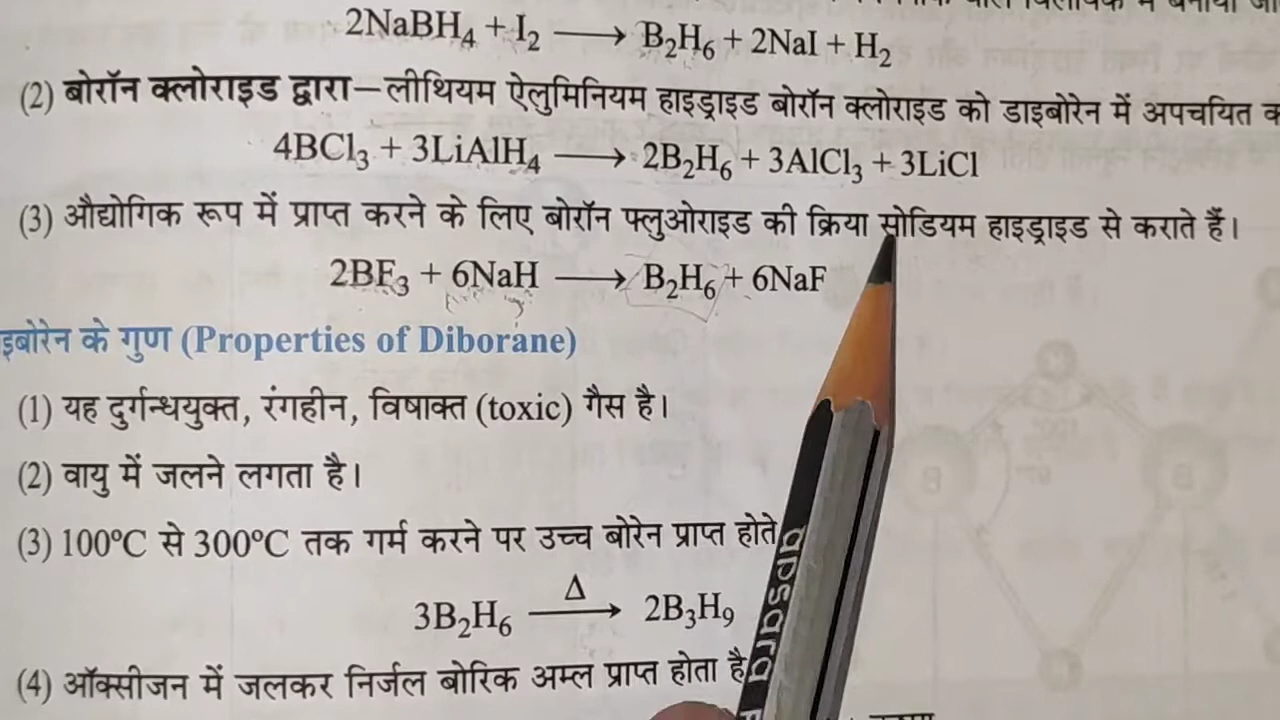 2NaBH₄ + I₂ ⟶ B₂H₆ + 2NaI + H₂
(2) बोरॉन क्लोराइड द्वारा—लीथियम ऐलुमिनियम हाइड्राइड बोरॉन क्लोराइड को डाइबोरेन में अपचयित
4BCl₃ + 3LiAlH₄ ⟶ 2B₂H₆ + 3AlCl₃ + 3LiCl
(3) औद्योगिक रूप में प्राप्त करने के लिए बोरॉन फ्लुओराइड की क्रिया सोडियम हाइड्राइड से कराते हैं।
2BF₃ + 6NaH ⟶ B₂H₆ + 6NaF
इबोरेन के गुण (Properties of Diborane)
(1) यह दुर्गन्धयुक्त, रंगहीन, विषाक्त (toxic) गैस है।
(2) वायु में जलने लगता है।
(3) 100°C से 300°C तक गर्म करने पर उच्च बोरेन प्राप्त होते
Δ
3B₂H₆ ⟶ 2B₃H₉
(4) ऑक्सीजन में जलकर निर्जल बोरिक अम्ल प्राप्त होता है
apsara